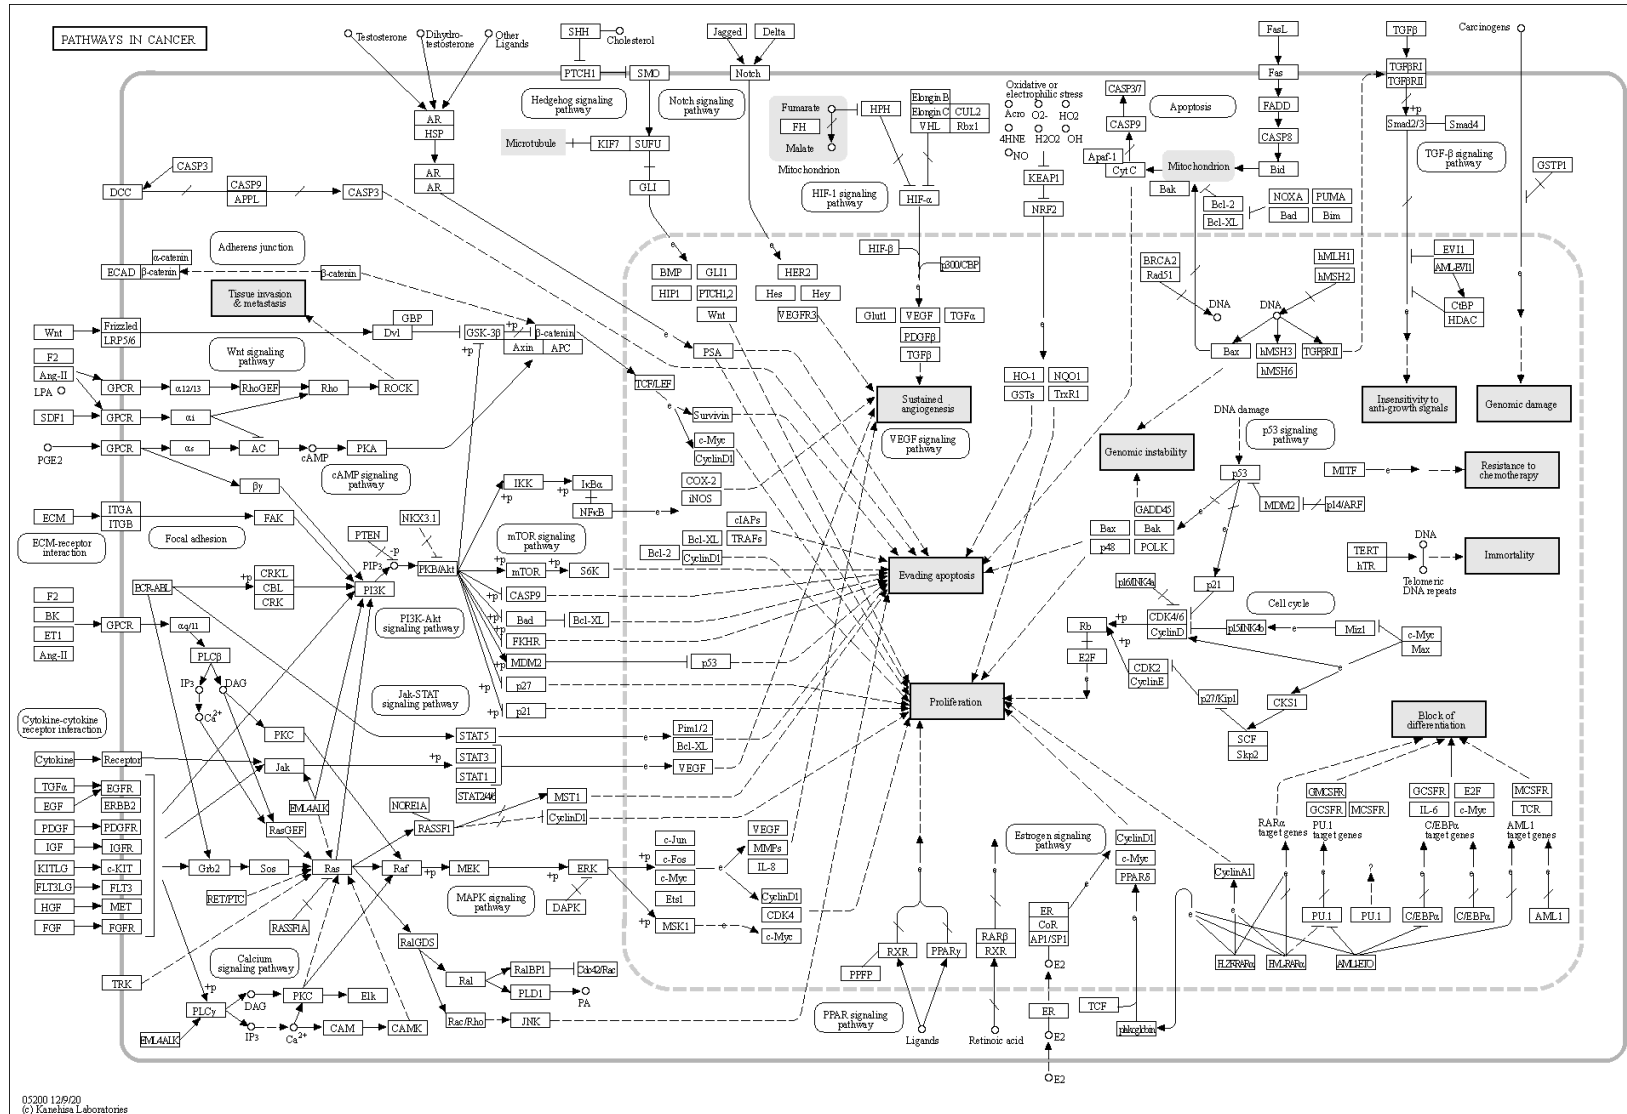 PATHWAYS IN CANCER
Testosterone
Dihydro-
testosterone
Other
Ligands
SHH
Cholesterol
Jagged
Delta
FasL
TGFβ
Carcinogens
PTCH1
SMO
Notch
Fas
TGFβRI
TGFβRII
Hedgehog signaling
pathway
Notch signaling
pathway
Oxidative or
electrophilic stress
Acro
O2-
HO2
4HNE
H2O2
OH
NO
CASP3/7
Apoptosis
FADD
+p
AR
HSP
Fumarate
FH
Malate
Mitochondrion
HPH
Elongin B
Elongin C
CUL2
VHL
Rbx1
CASP9
CASP8
Smad2/3
Smad4
Microtubule
KIF7
SUFU
Apaf-1
CytC
Mitochondrion
Bid
TGF-β signaling
pathway
GSTP1
CASP3
DCC
CASP9
APPL
CASP3
AR
AR
GLI
HIF-1 signaling
pathway
HIF-α
KEAP1
NRF2
Bak
Bcl-2
Bcl-XL
NOXA
PUMA
Bad
Bim
Adherens junction
α-catenin
ECAD
β-catenin
β-catenin
e
e
e
HIF-β
p300/CBP
BRCA2
Rad51
hMLH1
hMSH2
EVI1
AML-EVI1
BMP
GLI1
HER2
HIP1
PTCH1,2
Hes
Hey
Wnt
VEGFR3
Glut1
VEGF
TGFα
PDGFβ
TGFβ
DNA
DNA
CtBP
HDAC
e
e
e
Tissue invasion
& metastasis
Wnt
Frizzled
LRP5/6
Dvl
GBP
GSK-3β
+p
β-catenin
Axin
APC
+p
Wnt signaling
pathway
PSA
Bax
hMSH3
TGFβRII
hMSH6
F2
Ang-II
LPA
GPCR
α12/13
RhoGEF
Rho
ROCK
TCF/LEF
e
HO-1
NQO1
GSTs
TrxR1
Sustained
angiogenesis
Insensitivity to
anti-growth signals
Genomic damage
SDF1
GPCR
αi
Survivin
c-Myc
CyclinD1
VEGF signaling
pathway
DNA damage
p53 signaling
pathway
PGE2
GPCR
αs
AC
cAMP
PKA
cAMP signaling
pathway
Genomic instability
p53
MITF
e
Resistance to
chemotherapy
βγ
+p
IKK
+p
IκBα
NFκB
e
COX-2
iNOS
e
e
MDM2
p14/ARF
ECM
ITGA
ITGB
FAK
NKX3.1
PTEN
-p
PIP3
PKB/Akt
mTOR signaling
pathway
cIAPs
Bcl-XL
TRAFs
Bcl-2
CyclinD1
GADD45
Bax
Bak
p48
POLK
ECM-receptor
interaction
Focal adhesion
DNA
TERT
hTR
Telomeric
DNA repeats
Immortality
+p
mTOR
S6K
Evading apoptosis
BCR-ABL
+p
CRKL
CBL
CRK
PI3K
PI3K-Akt
signaling pathway
+p
CASP9
+p
Bad
Bcl-XL
+p
FKHR
+p
MDM2
p53
p27
+p
p21
p16/INK4a
p21
Cell cycle
F2
BK
ET1
Ang-II
GPCR
αq/11
PLCβ
IP3
DAG
Ca2+
Rb
+p
CDK4/6
CyclinD
p15/INK4b
e
Miz1
c-Myc
Max
E2F
+p
CDK2
CyclinE
e
p27/Kip1
CKS1
e
SCF
Skp2
Jak-STAT
signaling pathway
+p
p21
Proliferation
Block of
differentiation
Cytokine-cytokine
receptor interaction
PKC
STAT5
e
Pim1/2
Bcl-XL
Cytokine
Receptor
Jak
+p
STAT3
STAT1
STAT2/4/6
e
VEGF
TGFα
EGFR
EGF
ERBB2
PDGF
PDGFR
IGF
IGFR
KITLG
c-KIT
FLT3LG
FLT3
HGF
MET
FGF
FGFR
TRK
EML4-ALK
NORE1A
RASSF1
MST1
CyclinD1
RasGEF
Grb2
Sos
Ras
Raf
+p
MEK
+p
ERK
+p
RET/PTC
RASSF1A
MAPK signaling
pathway
DAPK
+p
MSK1
c-Jun
c-Fos
c-Myc
Ets1
e
VEGF
MMPs
IL-8
CyclinD1
CDK4
e
c-Myc
Estrogen signaling
pathway
CyclinD1
c-Myc
PPARδ
e
e
e
ER
CoR
AP1/SP1
E2
ER
E2
E2
RARβ
RXR
e
RXR
PPARγ
PPFP
PPAR signaling
pathway
Ligands
Retinoic acid
GMCSFR
GCSFR
MCSFR
GCSFR
E2F
IL-6
c-Myc
MCSFR
TCR
RARα
target genes
PU.1
target genes
C/EBPα
target genes
AML1
target genes
?
CyclinA1
e
e
e
e
e
e
e
e
PU.1
PU.1
C/EBPα
C/EBPα
AML1
PLZF-RARα
PML-RARα
AML1-ETO
e
TCF
plakoglobin
RalGDS
Ral
RalBP1
Cdc42/Rac
PLD1
PA
Rac/Rho
JNK
Calcium
signaling pathway
+p
PLCγ
DAG
PKC
Elk
IP3
Ca2+
CAM
CAMK
EML4-ALK
05200 12/9/20
(c) Kanehisa Laboratories